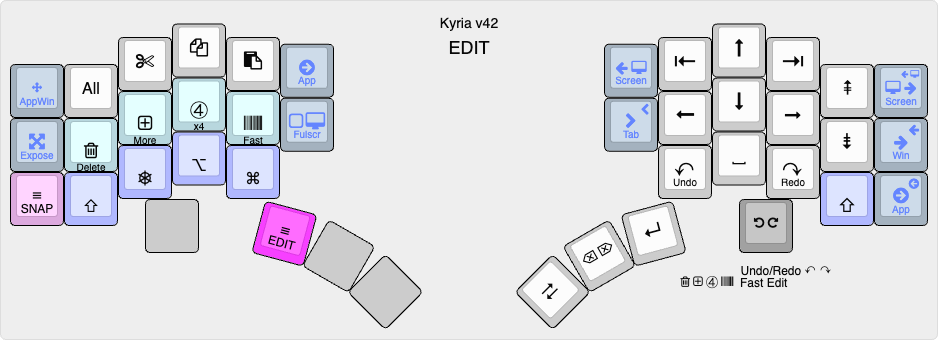 Kyria v42
EDIT
AppWin
All
App
Screen
Screen
Expose
Delete
More
④
x4
Fast
Fulscr
Tab
Win
SNAP
⌥
⌘
Undo
Redo
App
EDIT
Undo/Redo
④ Fast Edit